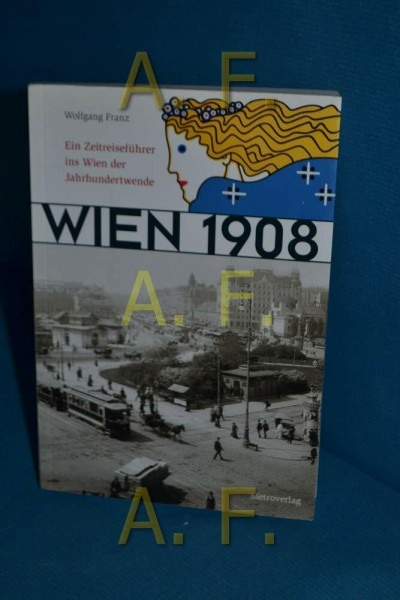 A. F.
Wolfgang Franz
Ein Zeitreiseführer
ins Wien der
Jahrhundertwende
WIEN 1908
A. F.
Metroverlag
A. F.